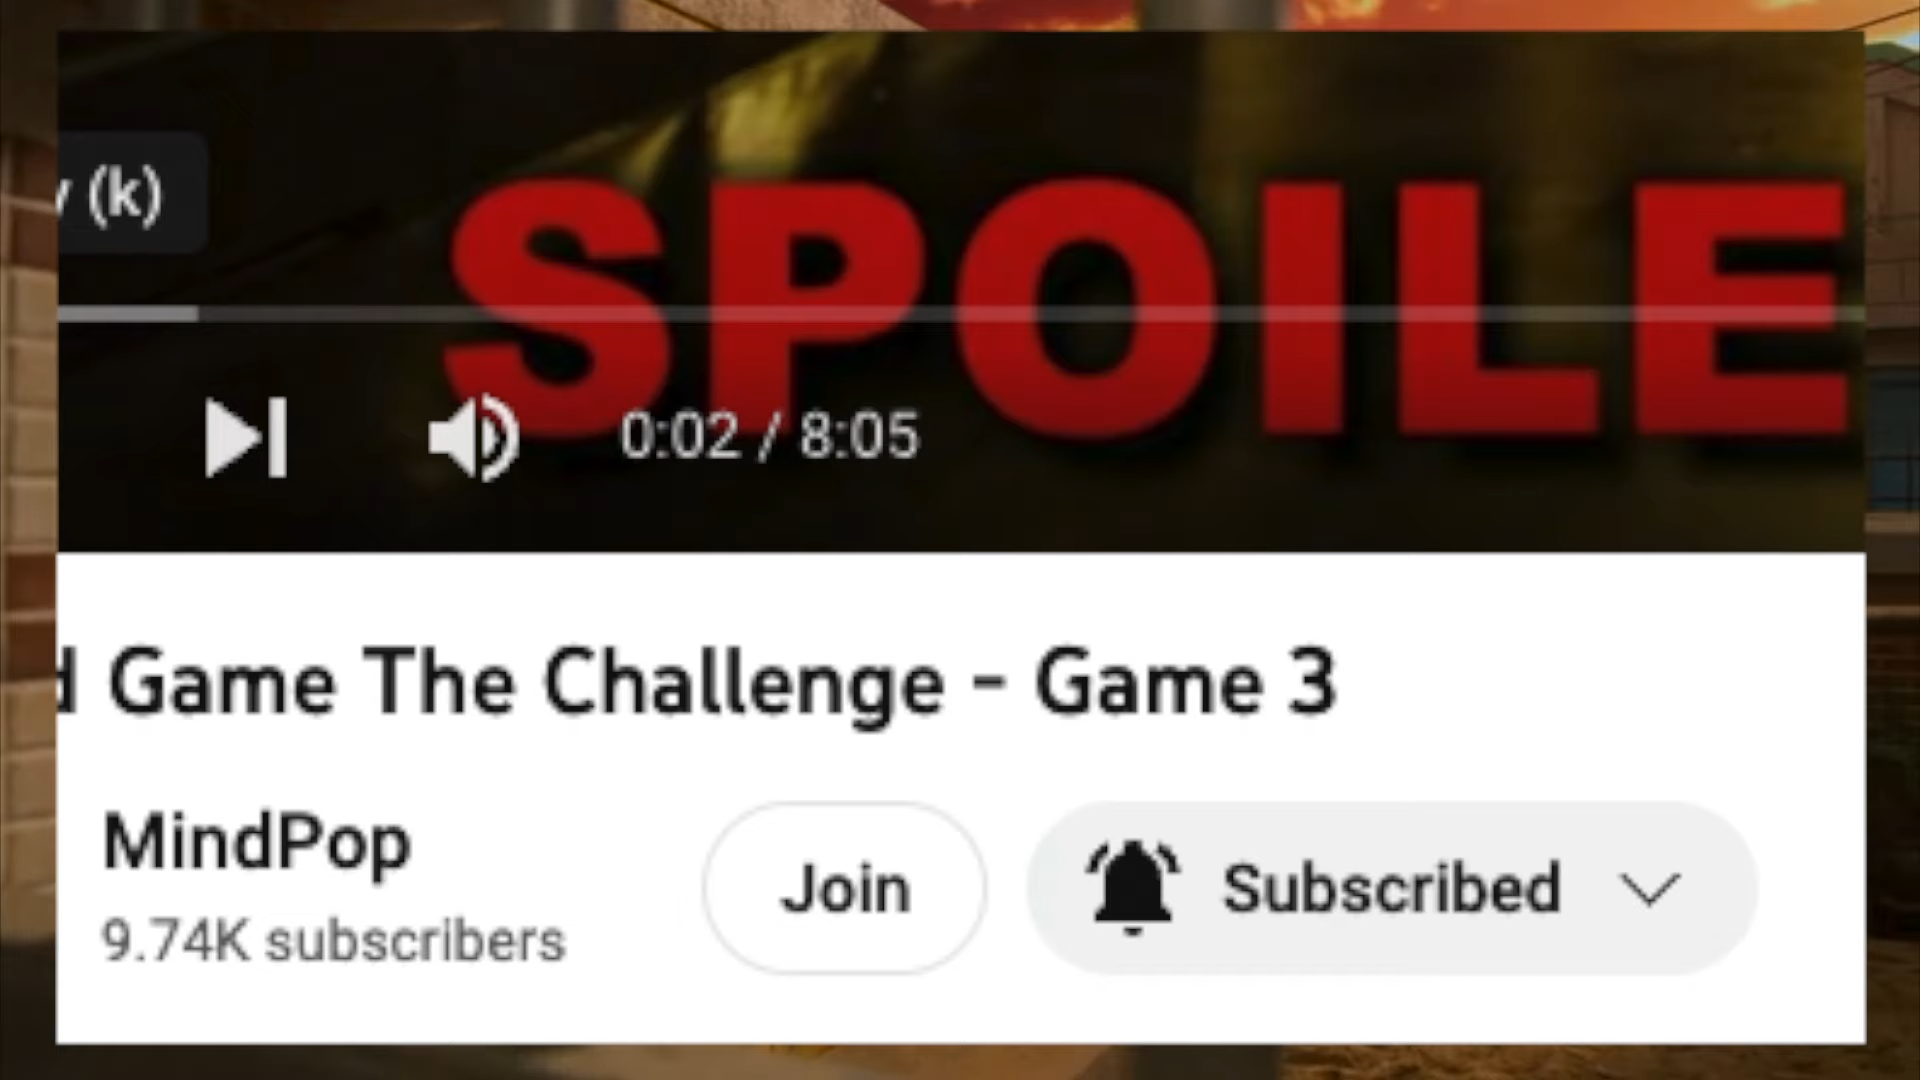 (k)
SPOILE
0:02 / 8:05
Game The Challenge - Game 3
MindPop
Join
Subscribed
9.74K subscribers